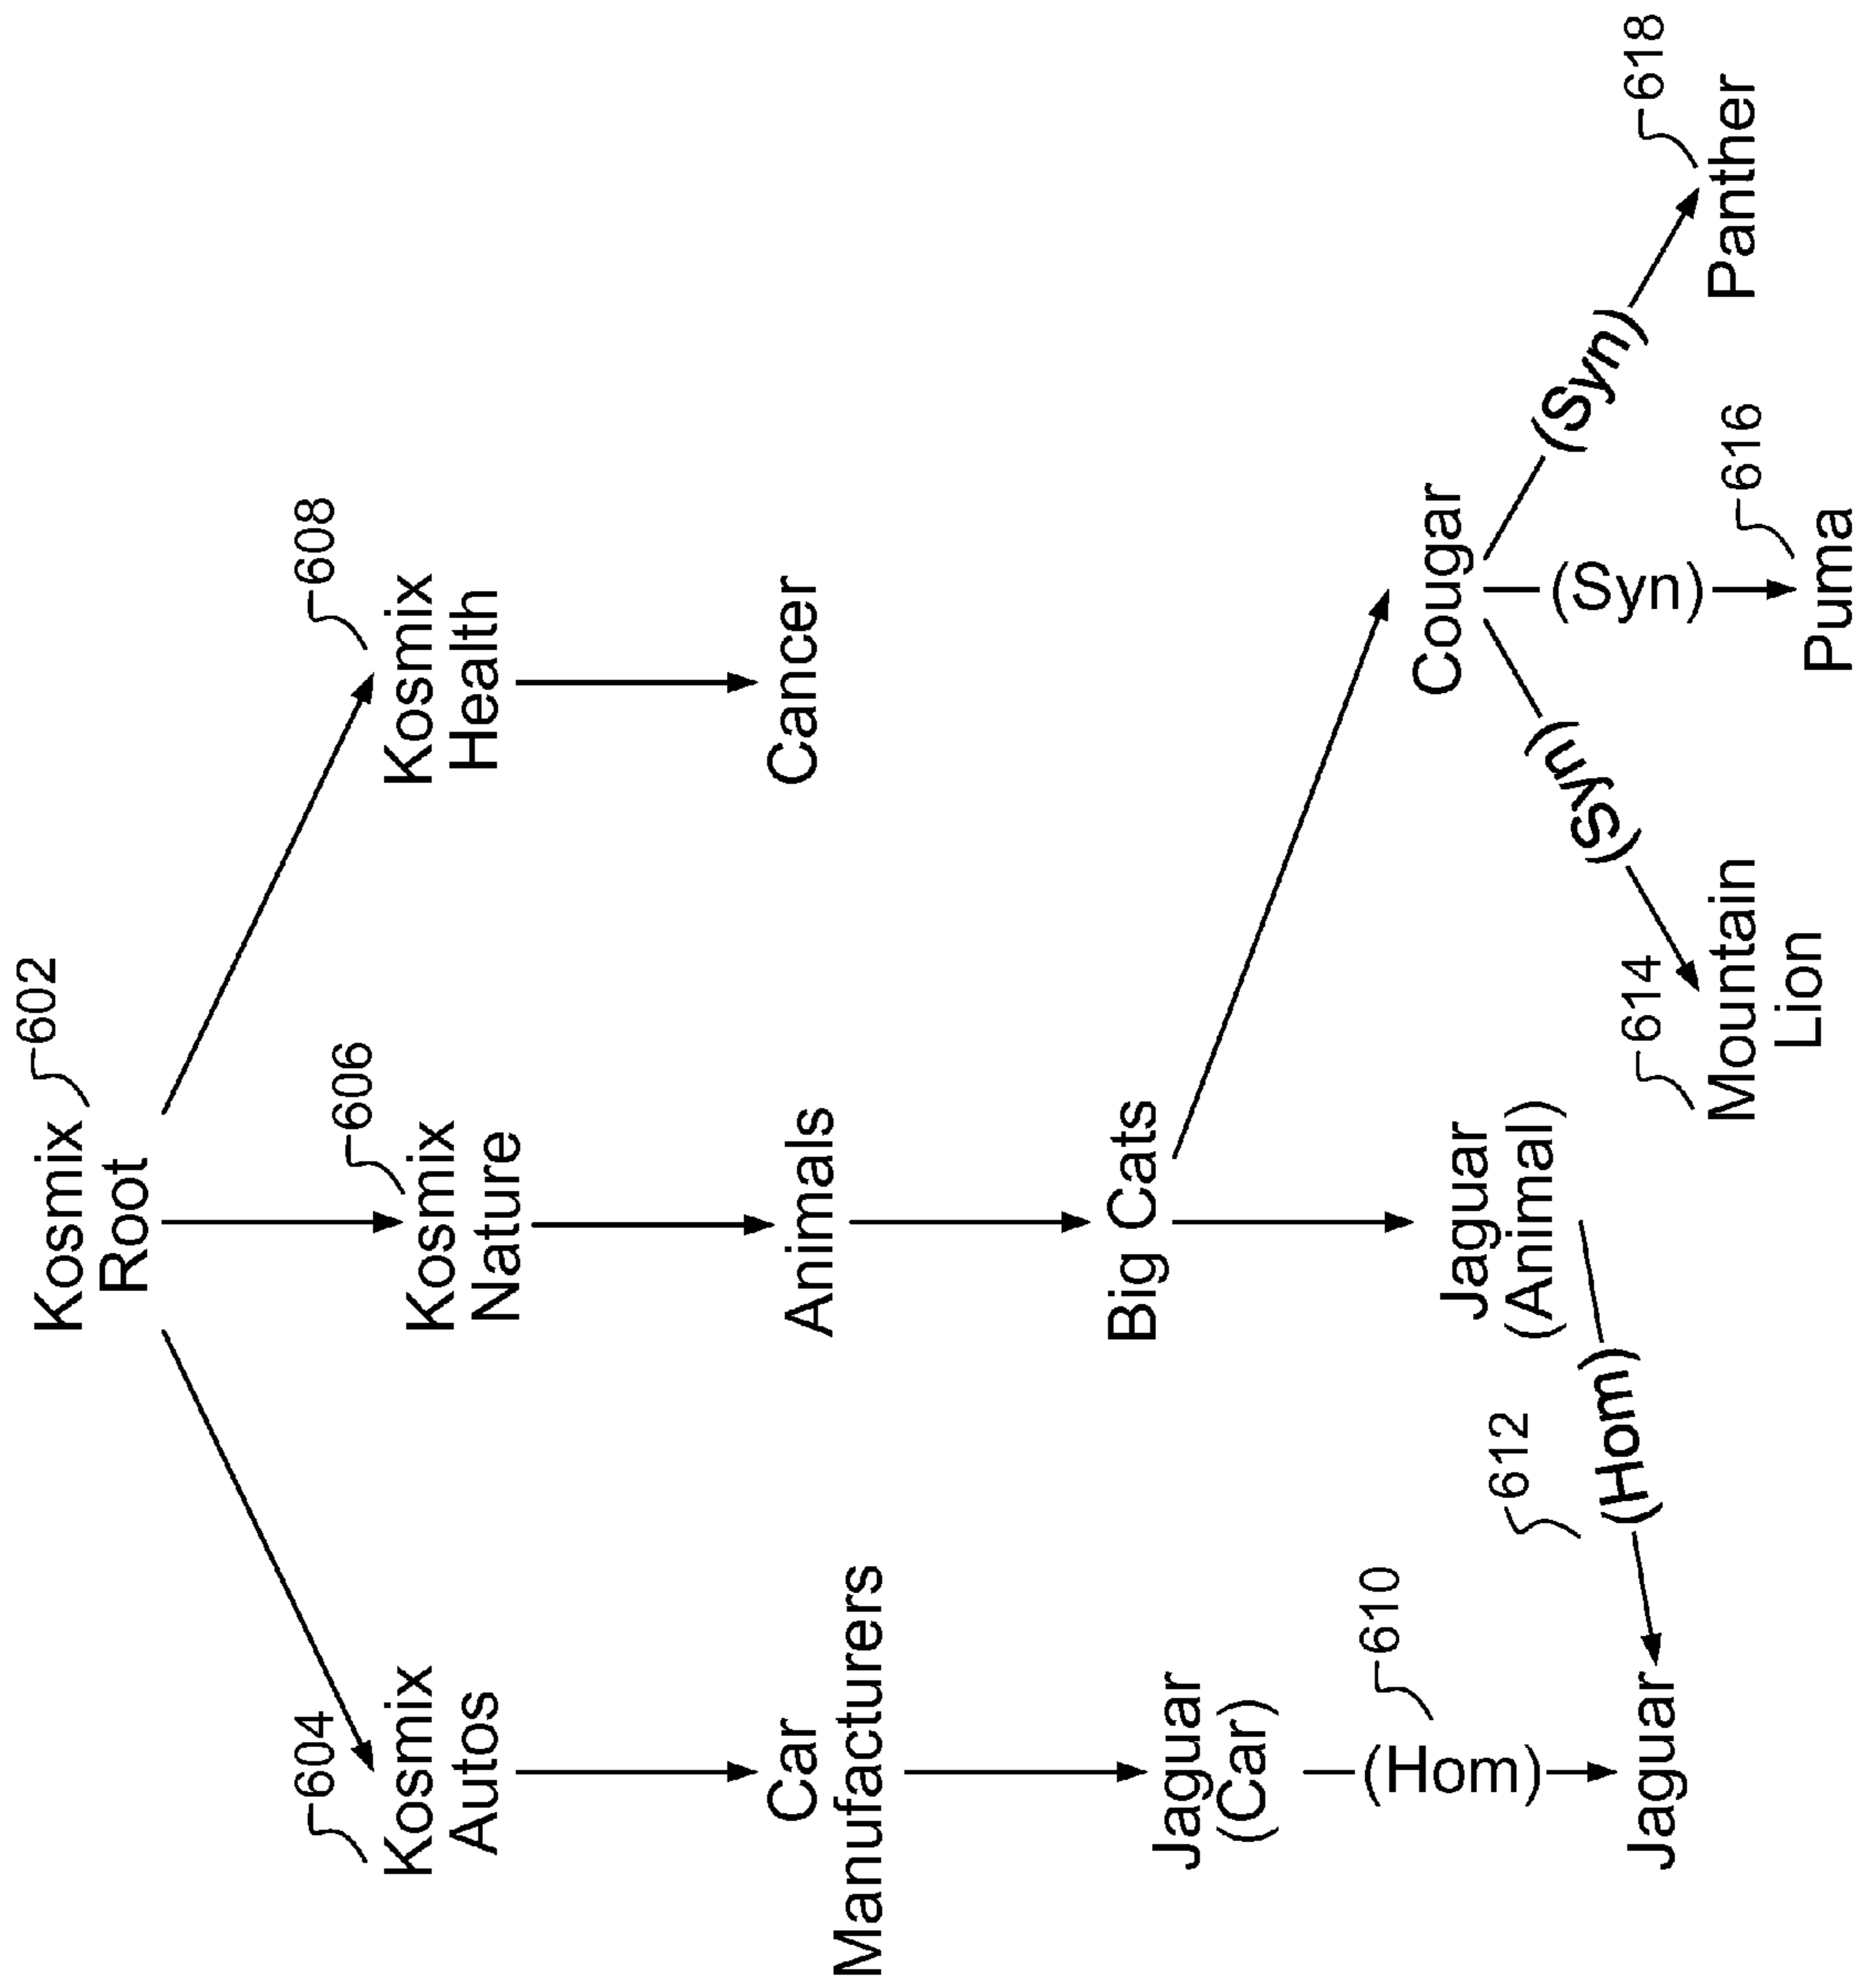 602
Kosmix
Root
604
Kosmix
Autos
606
Kosmix
Nature
608
Kosmix
Health
Car
Manufacturers
Animals
Cancer
Jaguar
(Car)
Big Cats
610
(Hom)
Jaguar
Jaguar
(Animal)
612
(Hom)
Cougar
(Syn)
(Syn)
(Syn)
614
Mountain
Lion
616
Puma
618
Panther